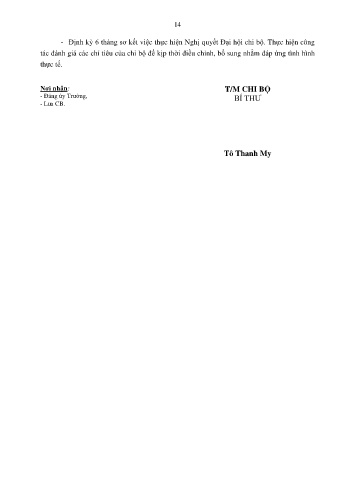 14
- Định kỳ 6 tháng sơ kết việc thực hiện Nghị quyết Đại hội chi bộ. Thực hiện công
tác đánh giá các chỉ tiêu của chi bộ để kịp thời điều chỉnh, bổ sung nhằm đáp ứng tình hình
thực tế.
Nơi nhận:
- Đảng ủy Trường,
- Lưu CB.
T/M CHI BỘ
BÍ THƯ
Tô Thanh My